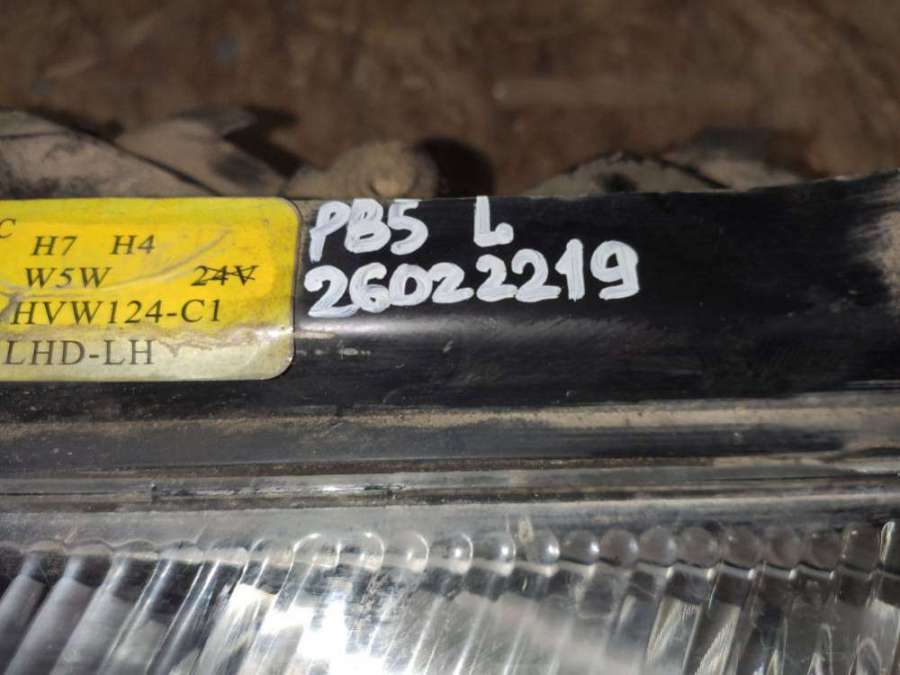 C
H7 H4
W5W 24V
HVW124-C1
LHD-LH
PB5 L
26022219